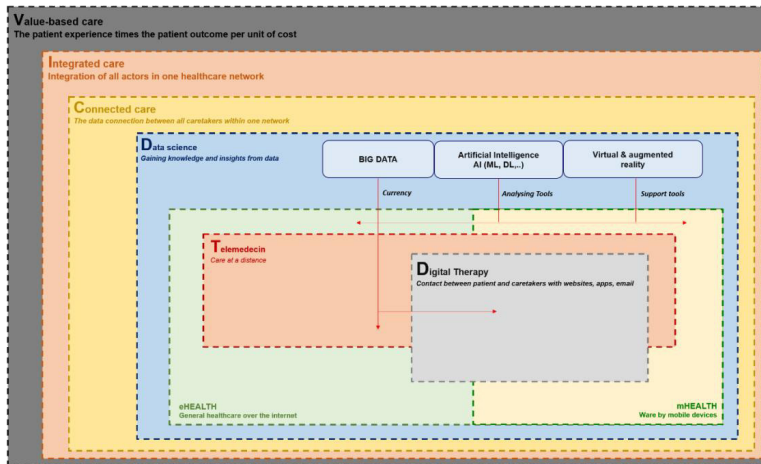 Value-based care
The patient experience times the patient outcome per unit of cost
Integrated care
Integration of all actors in one healthcare network
Connected care
The data connection between all caretakers within one network
Data science
Gaining knowledge and insights from data
BIG DATA
Artificial Intelligence
AI (ML, DL,..)
Virtual & augmented
reality
Currency
Analysing Tools
Support tools
Telemedecin
Care at a distance
Digital Therapy
Contact between patient and caretakers with websites, apps, email
eHEALTH
General healthcare over the internet
mHEALTH
Ware by mobile devices